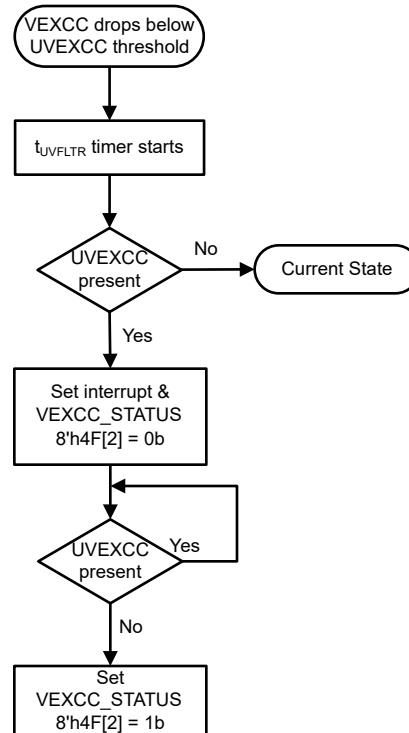 VEXCC drops below
UVEXCC threshold
tUVFLTR timer starts
UVEXCC
present
No
Current State
Yes
Set interrupt &
VEXCC_STATUS
8'h4F[2] = 0b
UVEXCC
present
Yes
No
Set
VEXCC_STATUS
8'h4F[2] = 1b